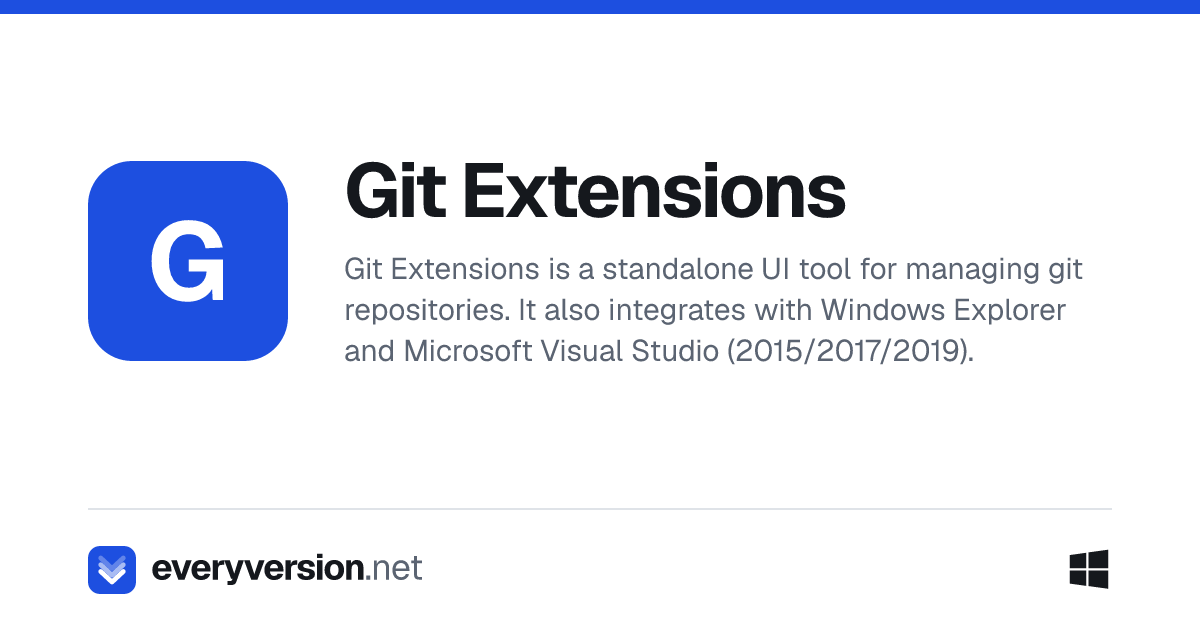 G
Git Extensions
Git Extensions is a standalone UI tool for managing git
repositories. It also integrates with Windows Explorer
and Microsoft Visual Studio (2015/2017/2019).
everyversion.net